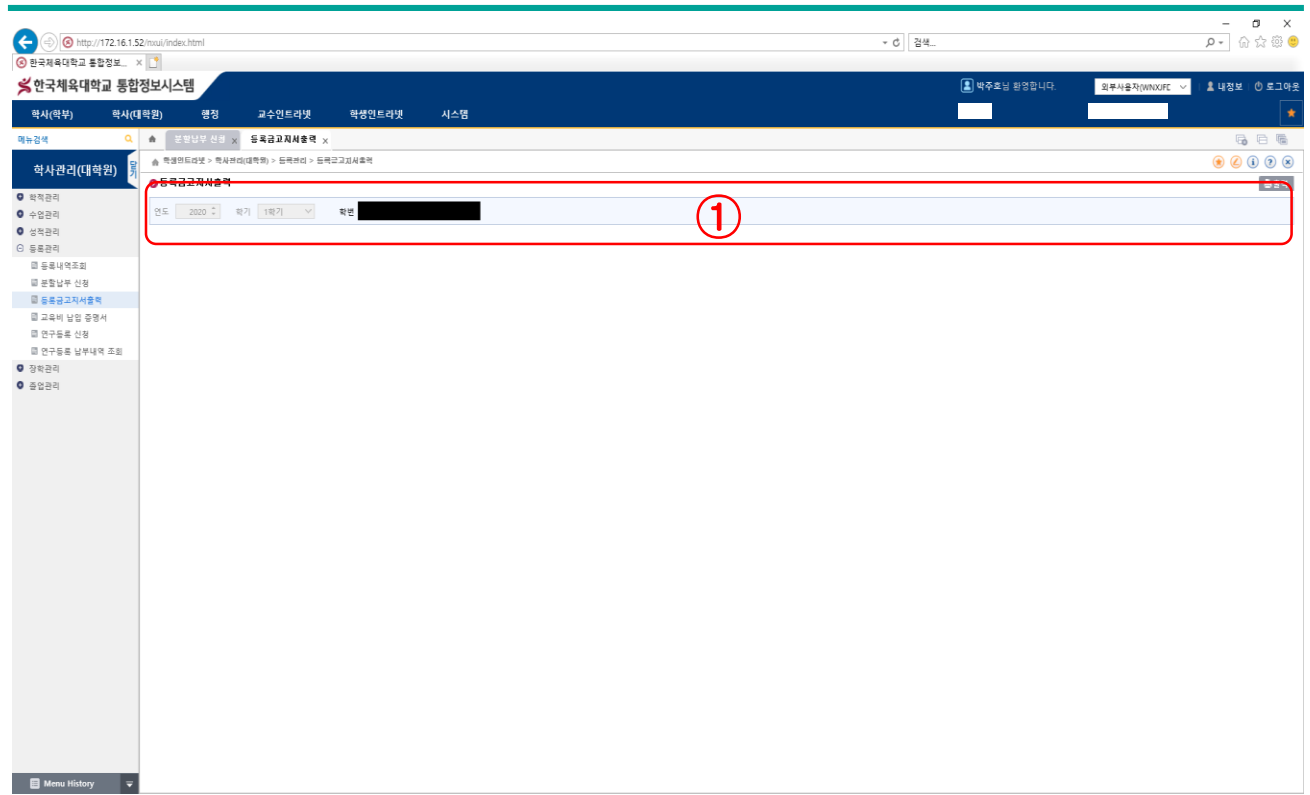 http://172.16.1.52/nxui/index.html
검색...
한국체육대학교 통합정보...
한국체육대학교 통합정보시스템
박주호님 환영합니다.
외부사용자(WNXJFE
내정보
로그아웃
학사(학부) 학사(대학원) 행정 교수인트라넷 학생인트라넷 시스템
메뉴검색
분할납부 신청 등록금고지서출력
학사관리(대학원)
닫기
학생인트라넷 > 학사관리(대학원) > 등록관리 > 등록금고지서출력
등록금고지서출력
연도 2020 학기 1학기 학번
①
학적관리
수업관리
성적관리
등록관리
등록내역조회
분할납부 신청
등록금고지서출력
교육비 납입 증명서
연구등록 신청
연구등록 납부내역 조회
장학관리
졸업관리
Menu History